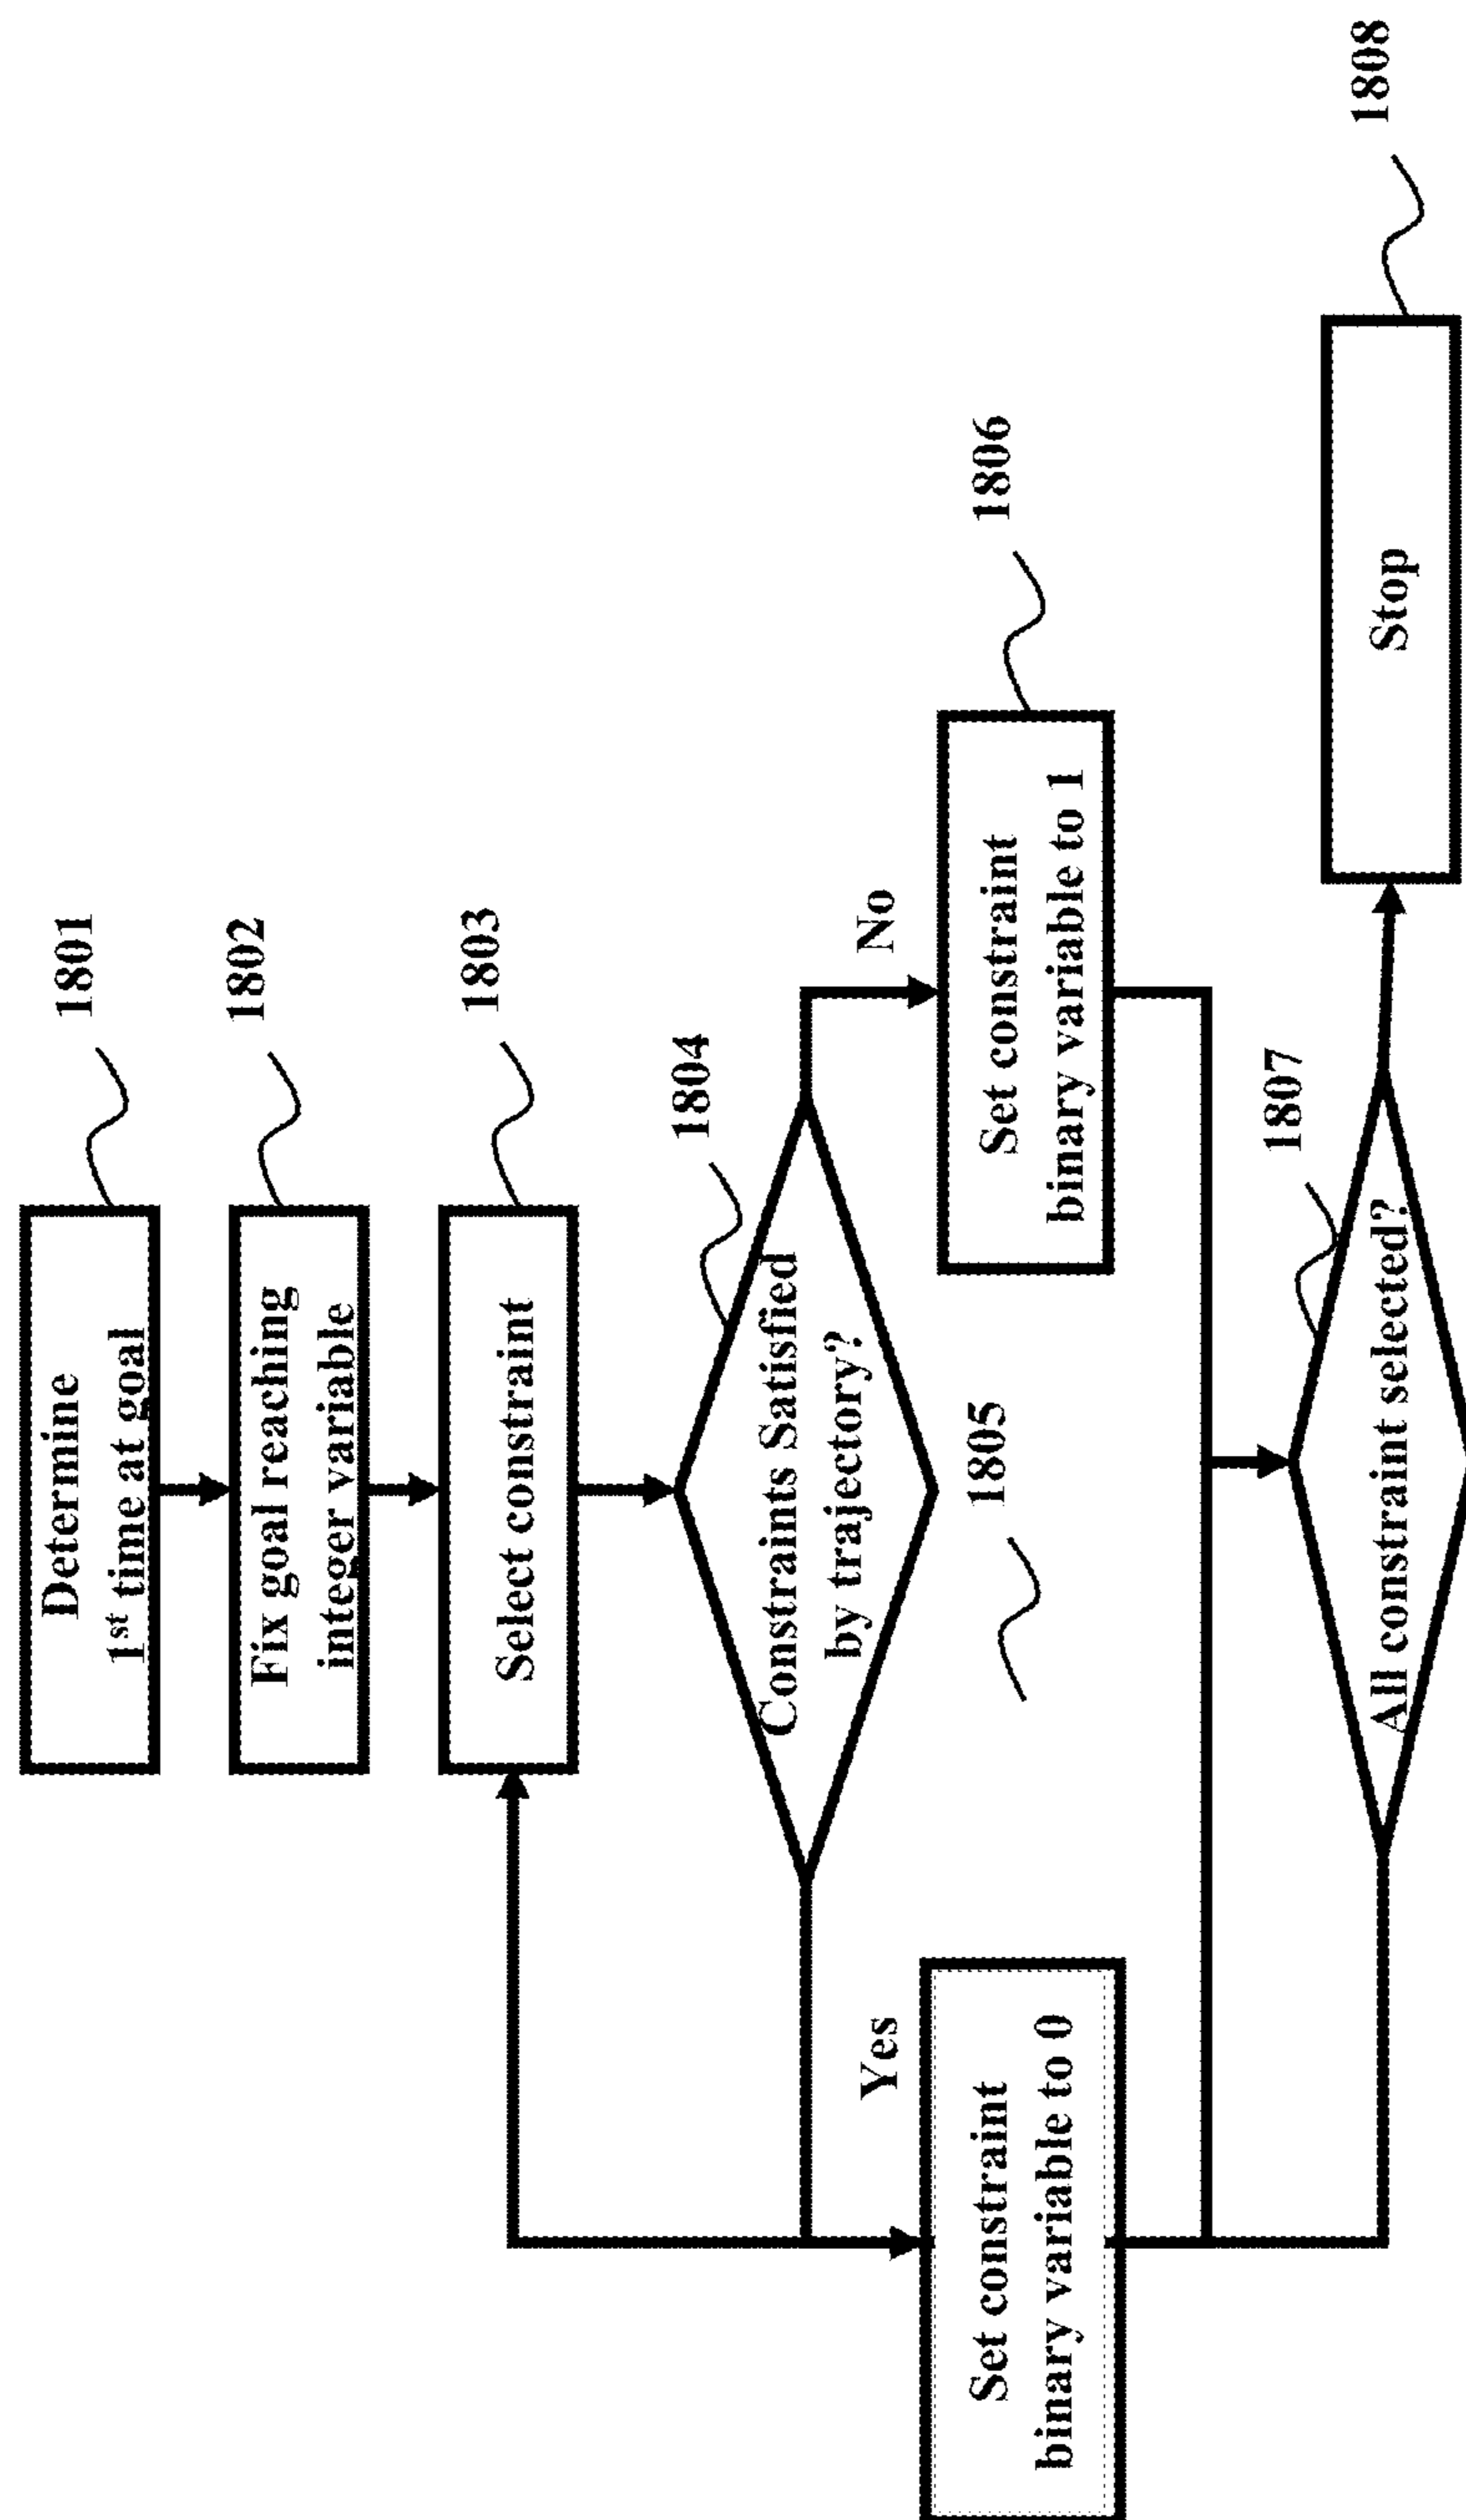 Determine
1st time at goal
1801
Fix goal reaching
integer variable
1802
Select constraint
1803
Constraints Satisfied
by trajectory?
1804
Yes
No
Set constraint
binary variable to 0
1805
Set constraint
binary variable to 1
1806
All constraint selected?
1807
Stop
1808